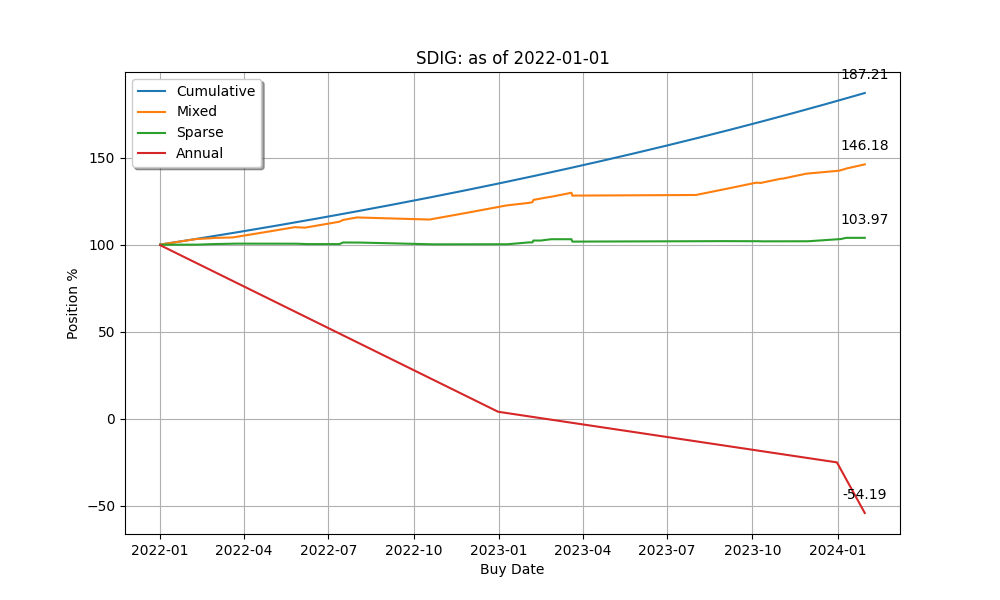 SDIG: as of 2022-01-01
Cumulative
Mixed
Sparse
Annual
187.21
146.18
103.97
-54.19
Position %
150
100
50
0
−50
2022-01 2022-04 2022-07 2022-10 2023-01 2023-04 2023-07 2023-10 2024-01
Buy Date